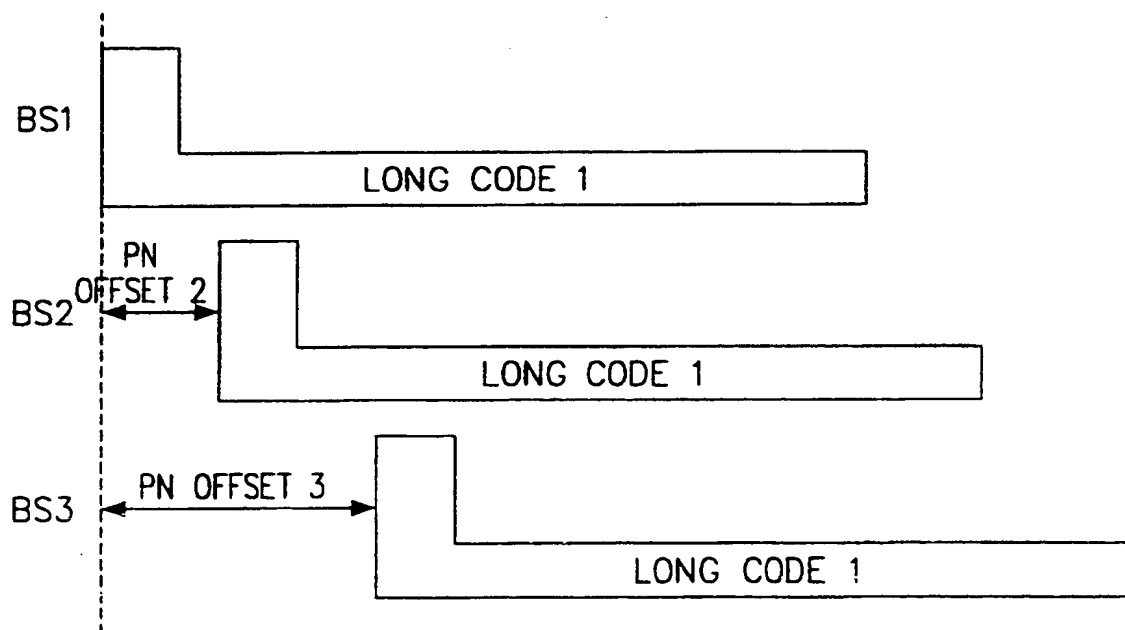 BS1
LONG CODE 1
PN
OFFSET 2
BS2
LONG CODE 1
PN OFFSET 3
BS3
LONG CODE 1